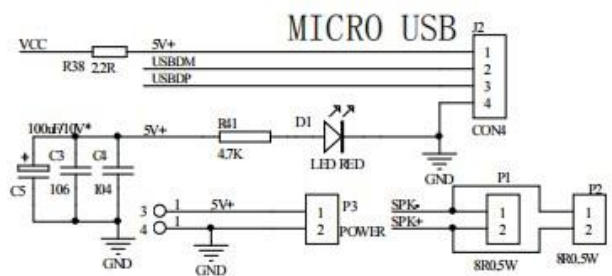 MICRO USB
J2
VCC
5V+
1
R38 2.2R
USBDM
2
USBDP
3
4
CON4
100uF/10V*
5V+
R41
D1
4.7K
LED RED
GND
+
C3
C4
C5
106
104
GND
3
1
5V+
4
1
GND
P3
1
2
POWER
SPK-
SPK+
P1
1
2
8R0.5W
P2
1
2
8R0.5W